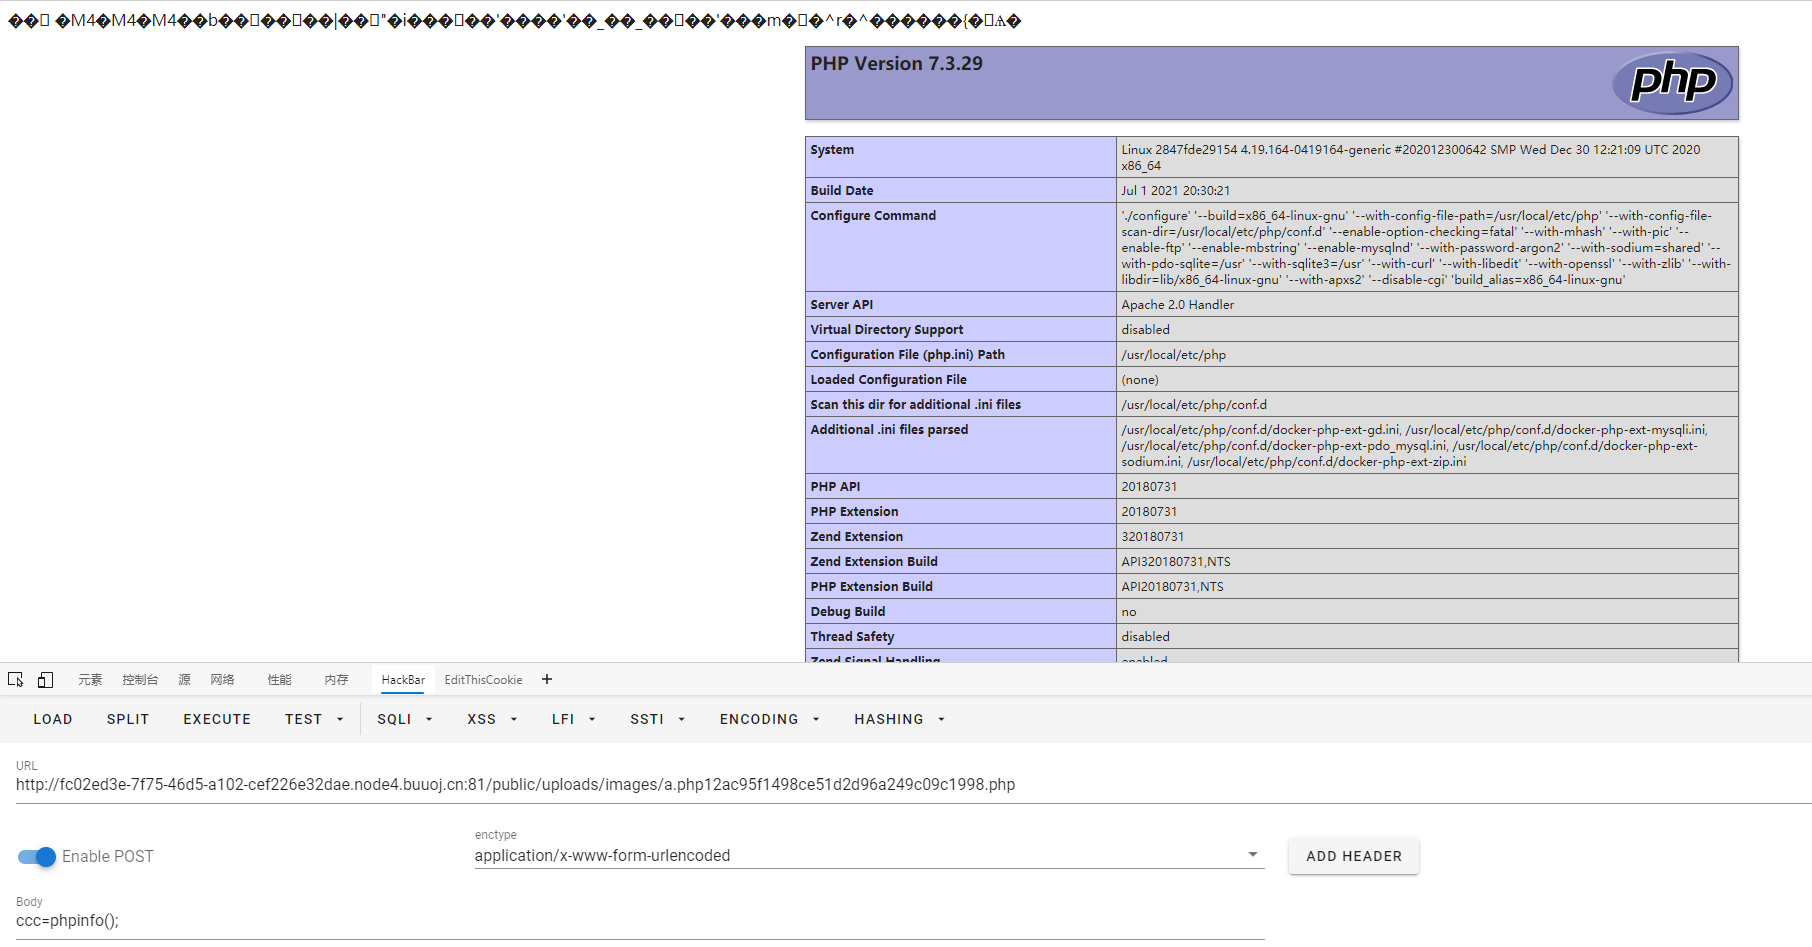 PHP Version 7.3.29
php
System
Linux 2847fde29154 4.19.164-0419164-generic #202012300642 SMP Wed Dec 30 12:21:09 UTC 2020
x86_64
Build Date
Jul 1 2021 20:30:21
Configure Command
'./configure' '--build=x86_64-linux-gnu' '--with-config-file-path=/usr/local/etc/php' '--with-config-file-
scan-dir=/usr/local/etc/php/conf.d' '--enable-option-checking=fatal' '--with-mhash' '--with-pic' '--
enable-ftp' '--enable-mbstring' '--enable-mysqlnd' '--with-password-argon2' '--with-sodium=shared' '--
with-pdo-sqlite=/usr' '--with-sqlite3=/usr' '--with-curl' '--with-libedit' '--with-openssl' '--with-zlib' '--with-
libdir=lib/x86_64-linux-gnu' '--with-apxs2' '--disable-cgi' 'build_alias=x86_64-linux-gnu'
Server API
Apache 2.0 Handler
Virtual Directory Support
disabled
Configuration File (php.ini) Path
/usr/local/etc/php
Loaded Configuration File
(none)
Scan this dir for additional .ini files
/usr/local/etc/php/conf.d
Additional .ini files parsed
/usr/local/etc/php/conf.d/docker-php-ext-gd.ini, /usr/local/etc/php/conf.d/docker-php-ext-mysqli.ini,
/usr/local/etc/php/conf.d/docker-php-ext-pdo_mysql.ini, /usr/local/etc/php/conf.d/docker-php-ext-
sodium.ini, /usr/local/etc/php/conf.d/docker-php-ext-zip.ini
PHP API
20180731
PHP Extension
20180731
Zend Extension
320180731
Zend Extension Build
API320180731,NTS
PHP Extension Build
API20180731,NTS
Debug Build
no
Thread Safety
disabled
Zend Signal Handling
enabled
元素 控制台 源 网络 性能 内存 HackBar EditThisCookie +
LOAD SPLIT EXECUTE TEST SQLI XSS LFI SSTI ENCODING HASHING
URL
http://fc02ed3e-7f75-46d5-a102-cef226e32dae.node4.buuoj.cn:81/public/uploads/images/a.php12ac95f1498ce51d2d96a249c09c1998.php
Enable POST
enctype
application/x-www-form-urlencoded
ADD HEADER
Body
ccc=phpinfo();